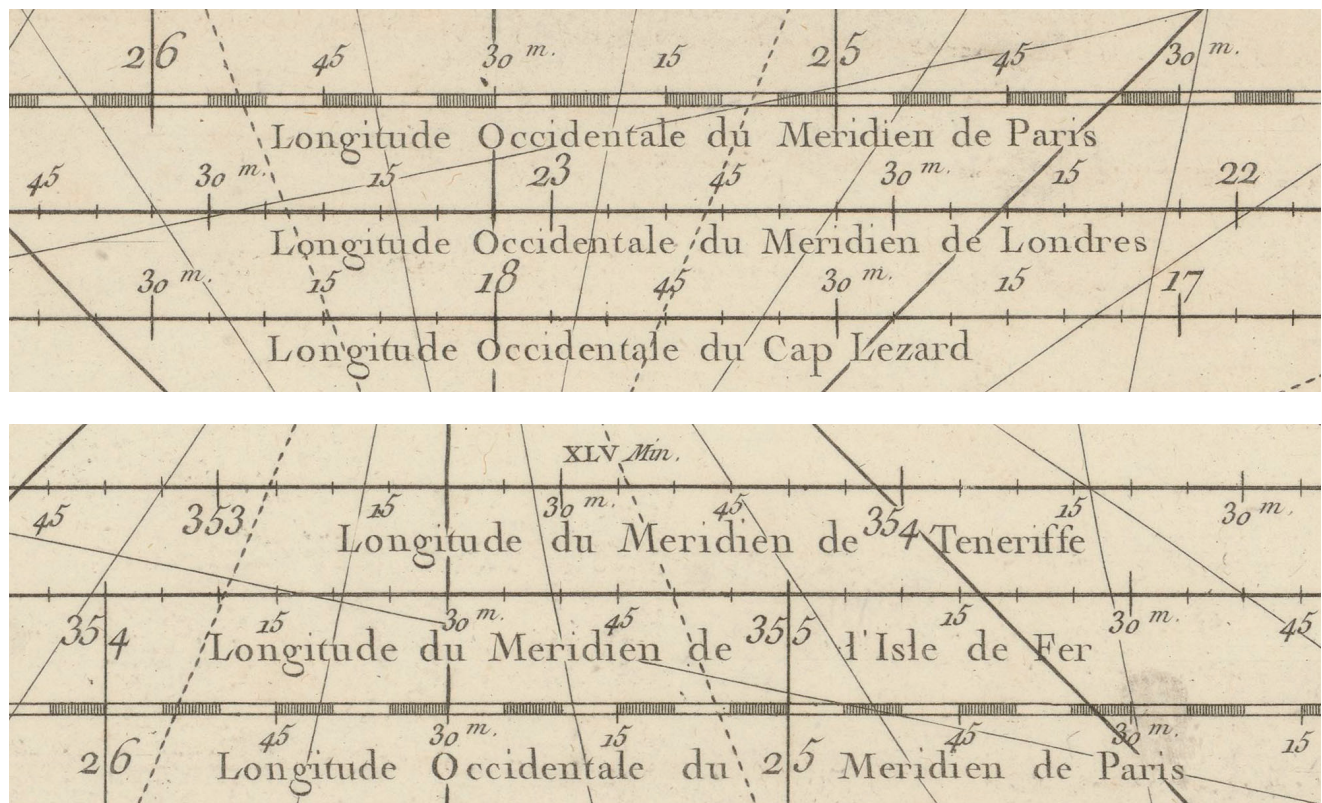 26 45 30 m. 15 25 45 30 m.
Longitude Occidentale du Meridien de Paris
45 30 m. 15 23 45 30 m. 15 22
Longitude Occidentale du Meridien de Londres
30 m. 15 18 45 30 m. 15 17
Longitude Occidentale du Cap Lezard
XLV Min.
45 353 15 30 m. 45 354 15 30 m.
Longitude du Meridien de Teneriffe
354 15 30 m. 45 355 15 30 m. 45
Longitude du Meridien de l'Isle de Fer
26 45 30 m. 15 25 45 30 m. 15
Longitude Occidentale du Meridien de Paris